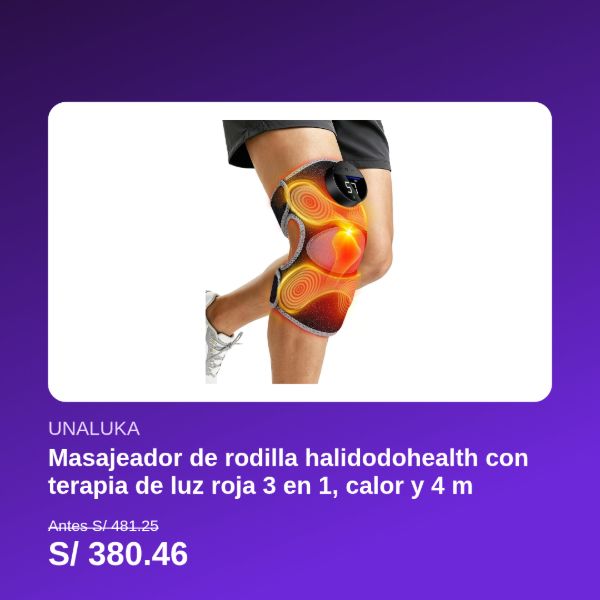 UNALUKA
Masajeador de rodilla halidodohealth con
terapia de luz roja 3 en 1, calor y 4 m
Antes S/ 481.25
S/ 380.46